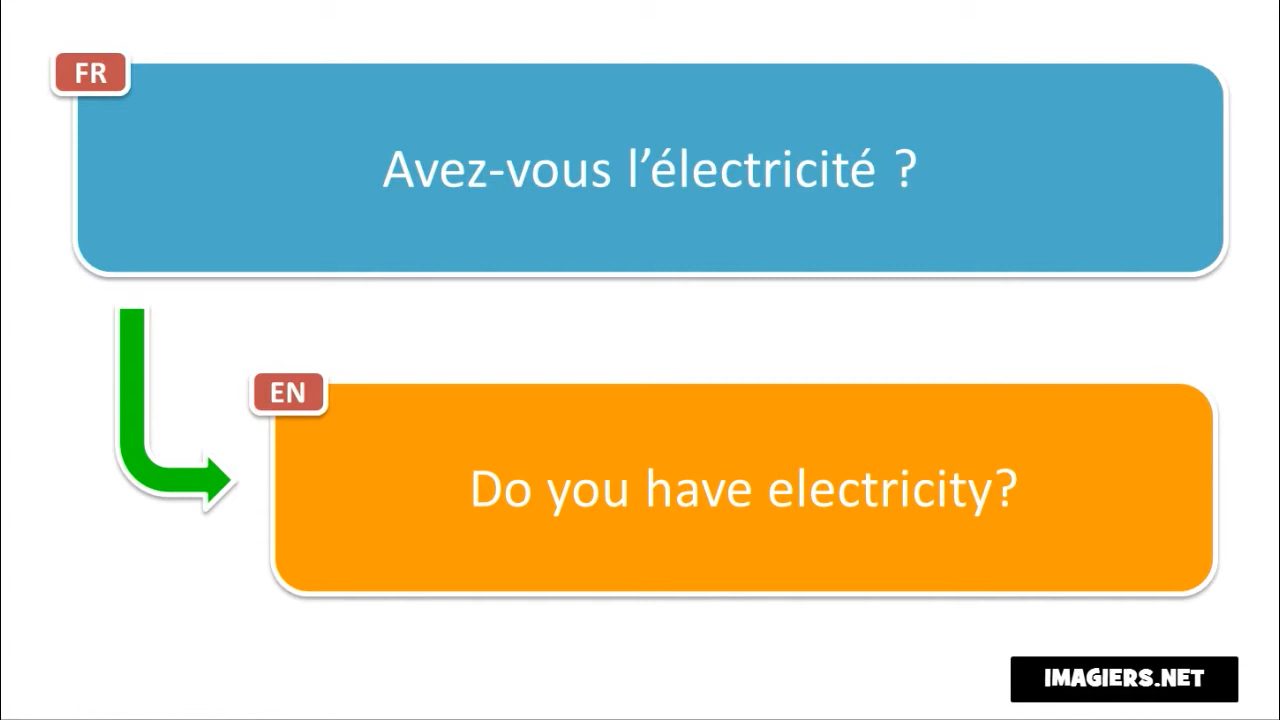 FR
Avez-vous l’électricité ?
EN
Do you have electricity?
IMAGIERS.NET